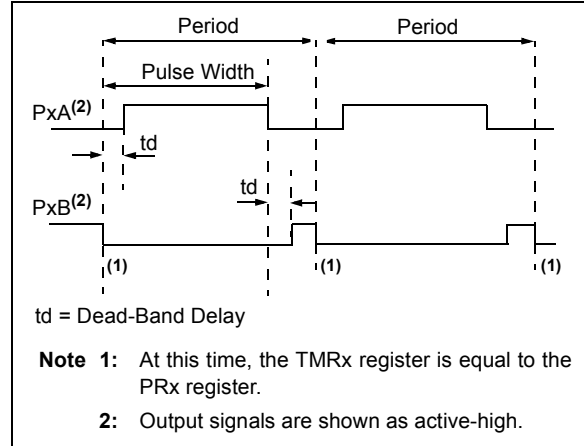 Period Period
Pulse Width
PxA(2)
td
td
PxB(2)
(1) (1) (1)
td = Dead-Band Delay
Note 1: At this time, the TMRx register is equal to the
PRx register.
2: Output signals are shown as active-high.